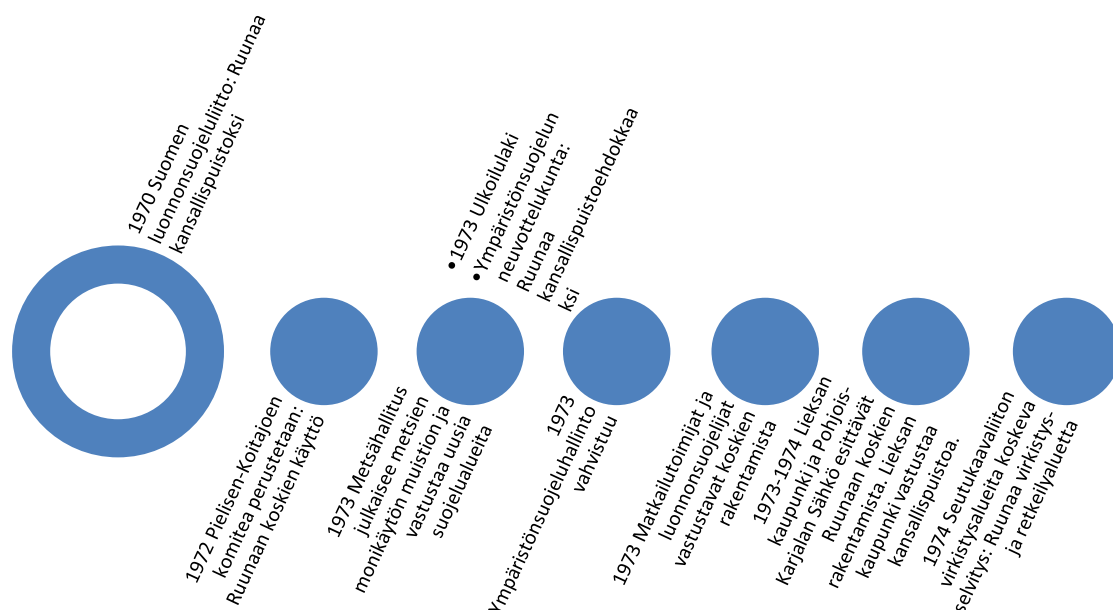 1970 Suomen
luonnonsuojeluliitto: Ruunaa
kansallispuistoksi
1972 Pielisen-Koitajoen
komitea perustetaan:
Ruunaan koskien käyttö
1973 Metsähallitus
julkaisee metsien
monikäytön muistion ja
vastustaa uusia
suojelualueita
•1973 Ulkoilulaki
•Ympäristönsuojelun
neuvottelukunta:
Ruunaa
kansallispuistoehdokkaa
ksi
1973
Ympäristönsuojeluhallinto
vahvistuu
1973 Matkailutoimijat ja
luonnonsuojelijat
vastustavat koskien
rakentamista
1973-1974 Lieksan
kaupunki ja Pohjois-
Karjalan Sähkö esittävät
Ruunaan koskien
rakentamista. Lieksan
kaupunki vastustaa
kansallispuistoa.
1974 Seutukaavaliiton
virkistysalueita koskeva
selvitys: Ruunaa virkistys-
ja retkelyaluetta